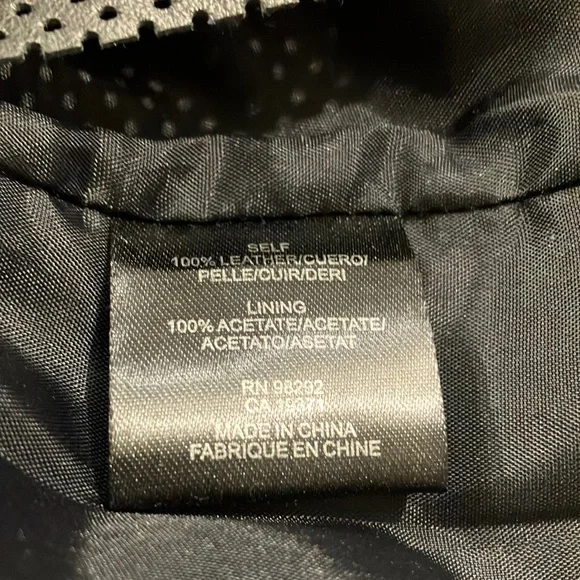 SELF
100% LEATHER/CUERO/
PELLE/CUIR/DERI
LINING
100% ACETATE/ACETATE/
ACETATO/ASETAT
RN 98292
CA
MADE IN CHINA
FABRIQUE EN CHINE